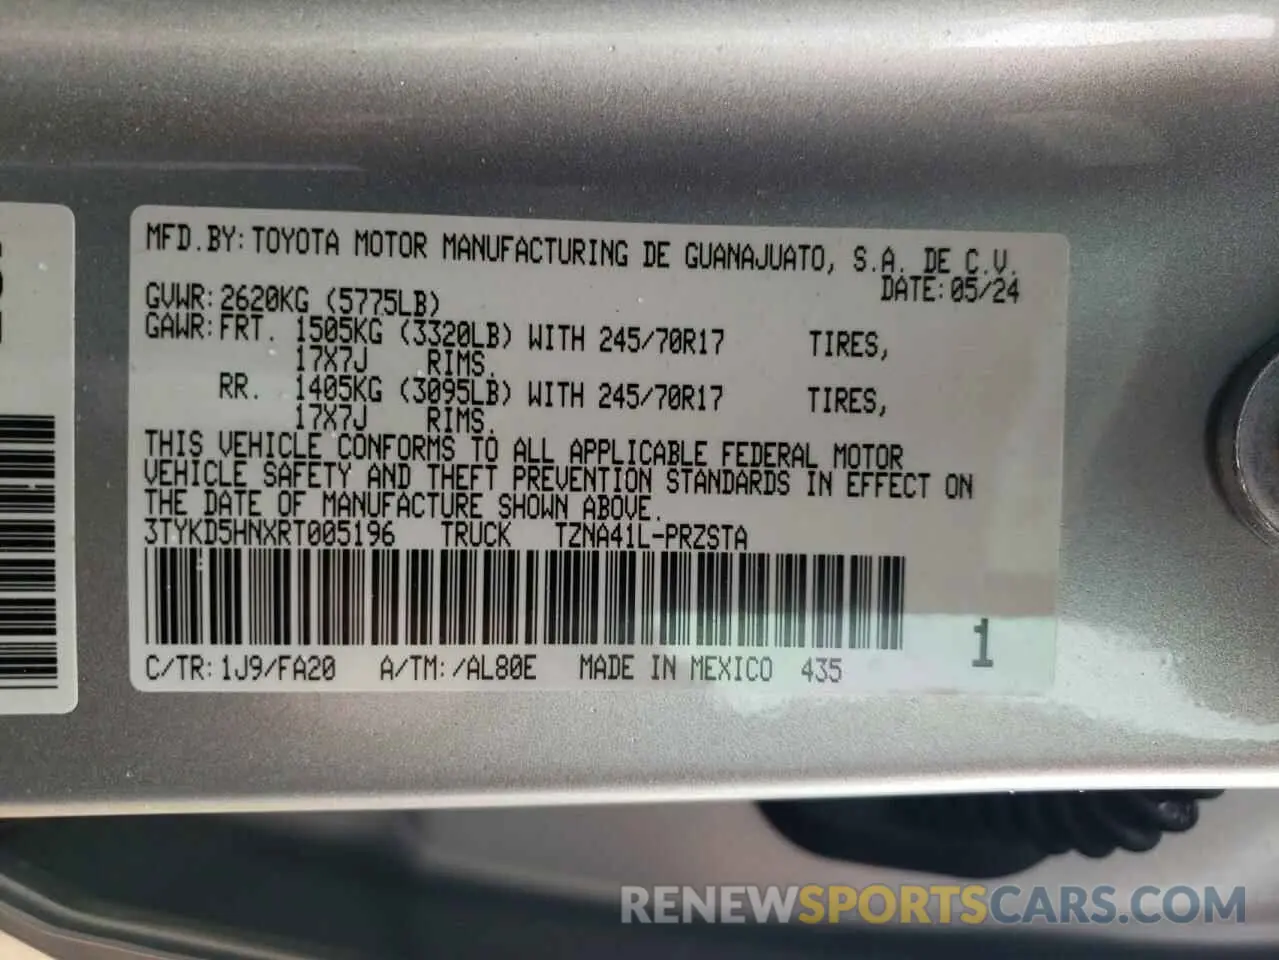 MFD.BY:TOYOTA MOTOR MANUFACTURING DE GUANAJUATO, S.A. DE C.V.
DATE:05/24
GVWR:2620KG (5775LB)
GAWR:FRT. 1505KG (3320LB) WITH 245/70R17 TIRES,
17X7J RIMS.
RR. 1405KG (3095LB) WITH 245/70R17 TIRES,
17X7J RIMS.
THIS VEHICLE CONFORMS TO ALL APPLICABLE FEDERAL MOTOR
VEHICLE SAFETY AND THEFT PREVENTION STANDARDS IN EFFECT ON
THE DATE OF MANUFACTURE SHOWN ABOVE.
3TYKD5HNXRT005196 TRUCK TZNA41L-PRZSTA
C/TR:1J9/FA20 A/TM:/AL80E MADE IN MEXICO 435
1
RENEWSPORTSCARS.COM